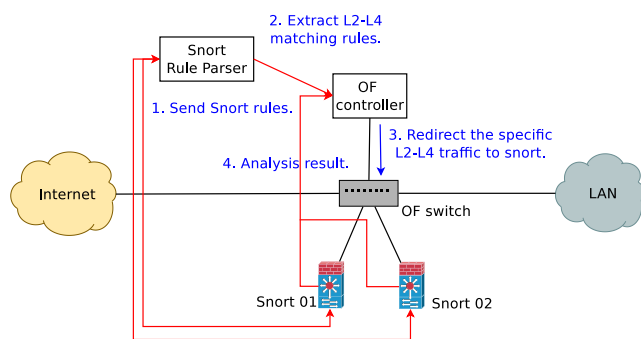 2. Extract L2-L4
matching rules.
Snort
Rule Parser
OF
controller
1. Send Snort rules.
3. Redirect the specific
L2-L4 traffic to snort.
4. Analysis result.
Internet
LAN
OF switch
Snort 01
Snort 02